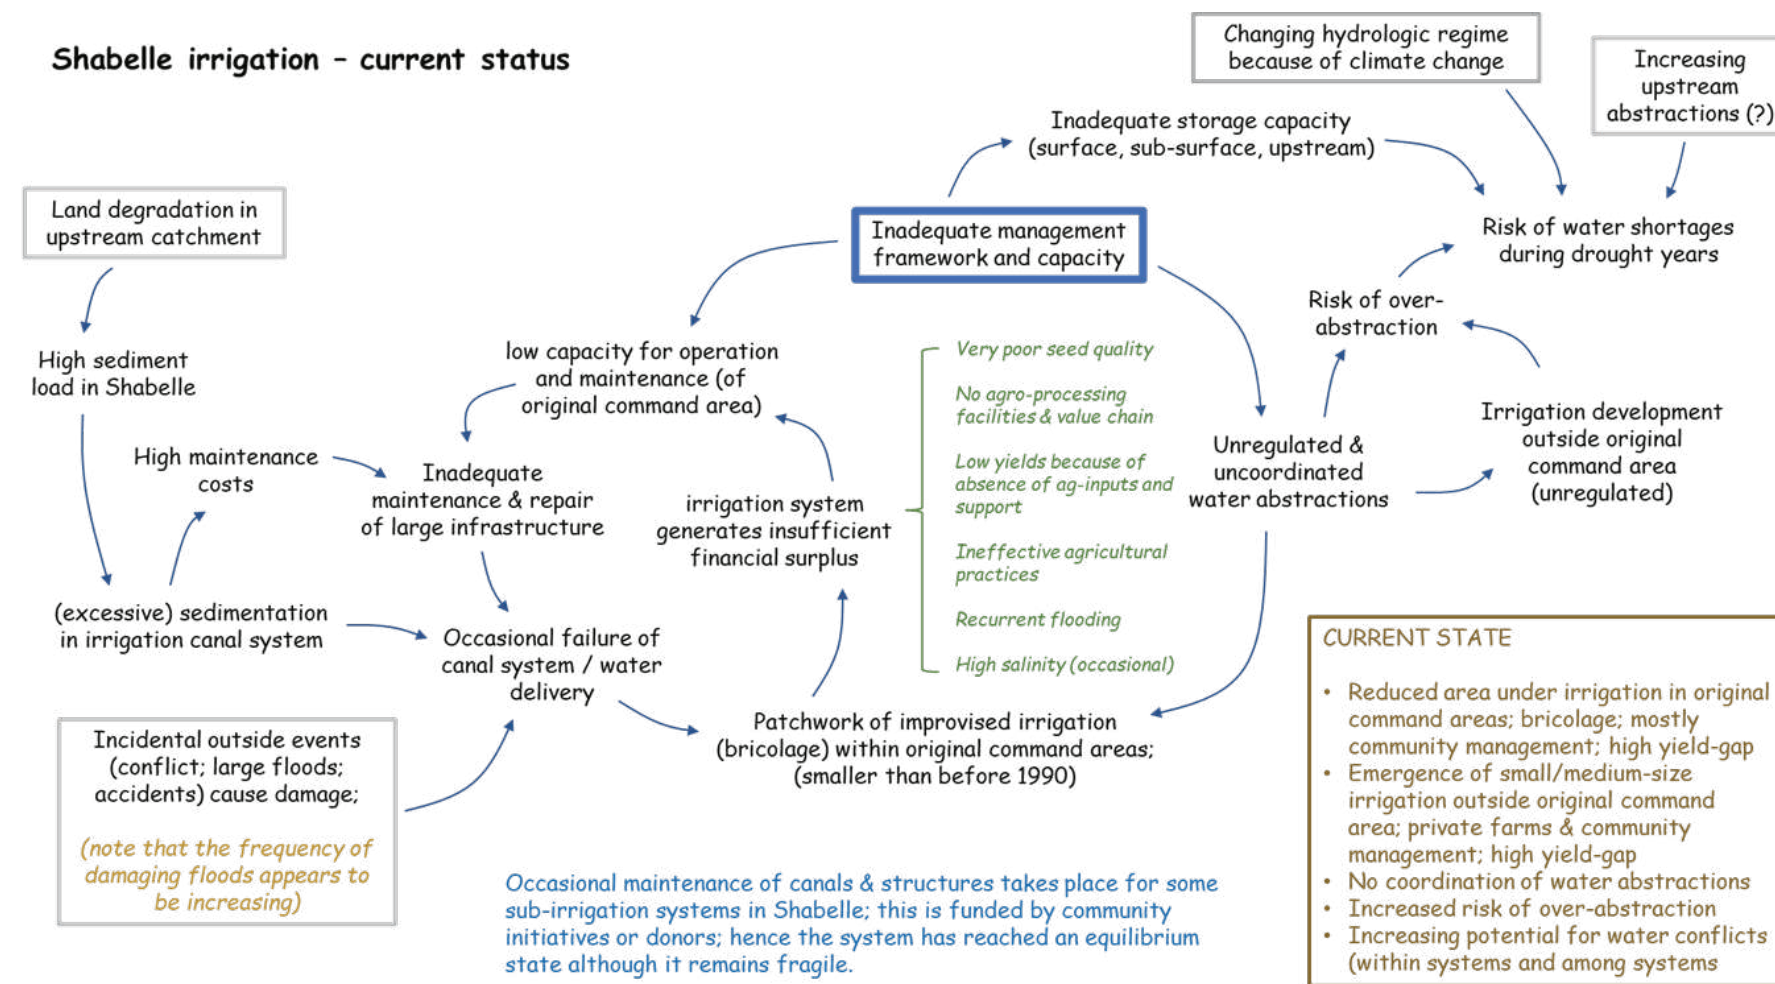 Shabelle irrigation – current status
Changing hydrologic regime
because of climate change
Increasing
upstream
abstractions (?)
Inadequate storage capacity
(surface, sub-surface, upstream)
Land degradation in
upstream catchment
Inadequate management
framework and capacity
Risk of water shortages
during drought years
Risk of over-
abstraction
High sediment
load in Shabelle
low capacity for operation
and maintenance (of
original command area)
Very poor seed quality
No agro-processing
facilities & value chain
Low yields because of
absence of ag-inputs and
support
Ineffective agricultural
practices
Recurrent flooding
High salinity (occasional)
Irrigation development
outside original
command area
(unregulated)
Unregulated &
uncoordinated
water abstractions
High maintenance
costs
Inadequate
maintenance & repair
of large infrastructure
irrigation system
generates insufficient
financial surplus
(excessive) sedimentation
in irrigation canal system
Occasional failure of
canal system / water
delivery
Patchwork of improvised irrigation
(bricolage) within original command areas;
(smaller than before 1990)
Incidental outside events
(conflict; large floods;
accidents) cause damage;
(note that the frequency of
damaging floods appears to
be increasing)
Occasional maintenance of canals & structures takes place for some
sub-irrigation systems in Shabelle; this is funded by community
initiatives or donors; hence the system has reached an equilibrium
state although it remains fragile.
CURRENT STATE
• Reduced area under irrigation in original
command areas; bricolage; mostly
community management; high yield-gap
• Emergence of small/medium-size
irrigation outside original command
area; private farms & community
management; high yield-gap
• No coordination of water abstractions
• Increased risk of over-abstraction
• Increasing potential for water conflicts
(within systems and among systems